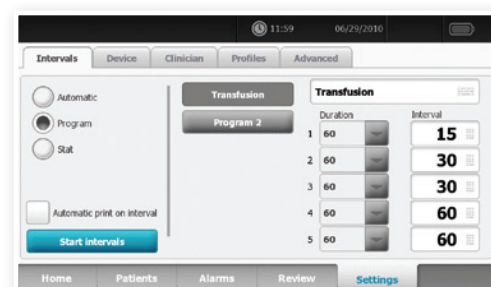 11:59 06/29/2010
Intervals Device Clinician Profiles Advanced
Automatic
Program
Stat
Automatic print on interval
Start intervals
Transfusion
Program 2
Transfusion
Duration Interval
1 60 15
2 60 30
3 60 30
4 60 60
5 60 60
Home Patients Alarms Review Settings